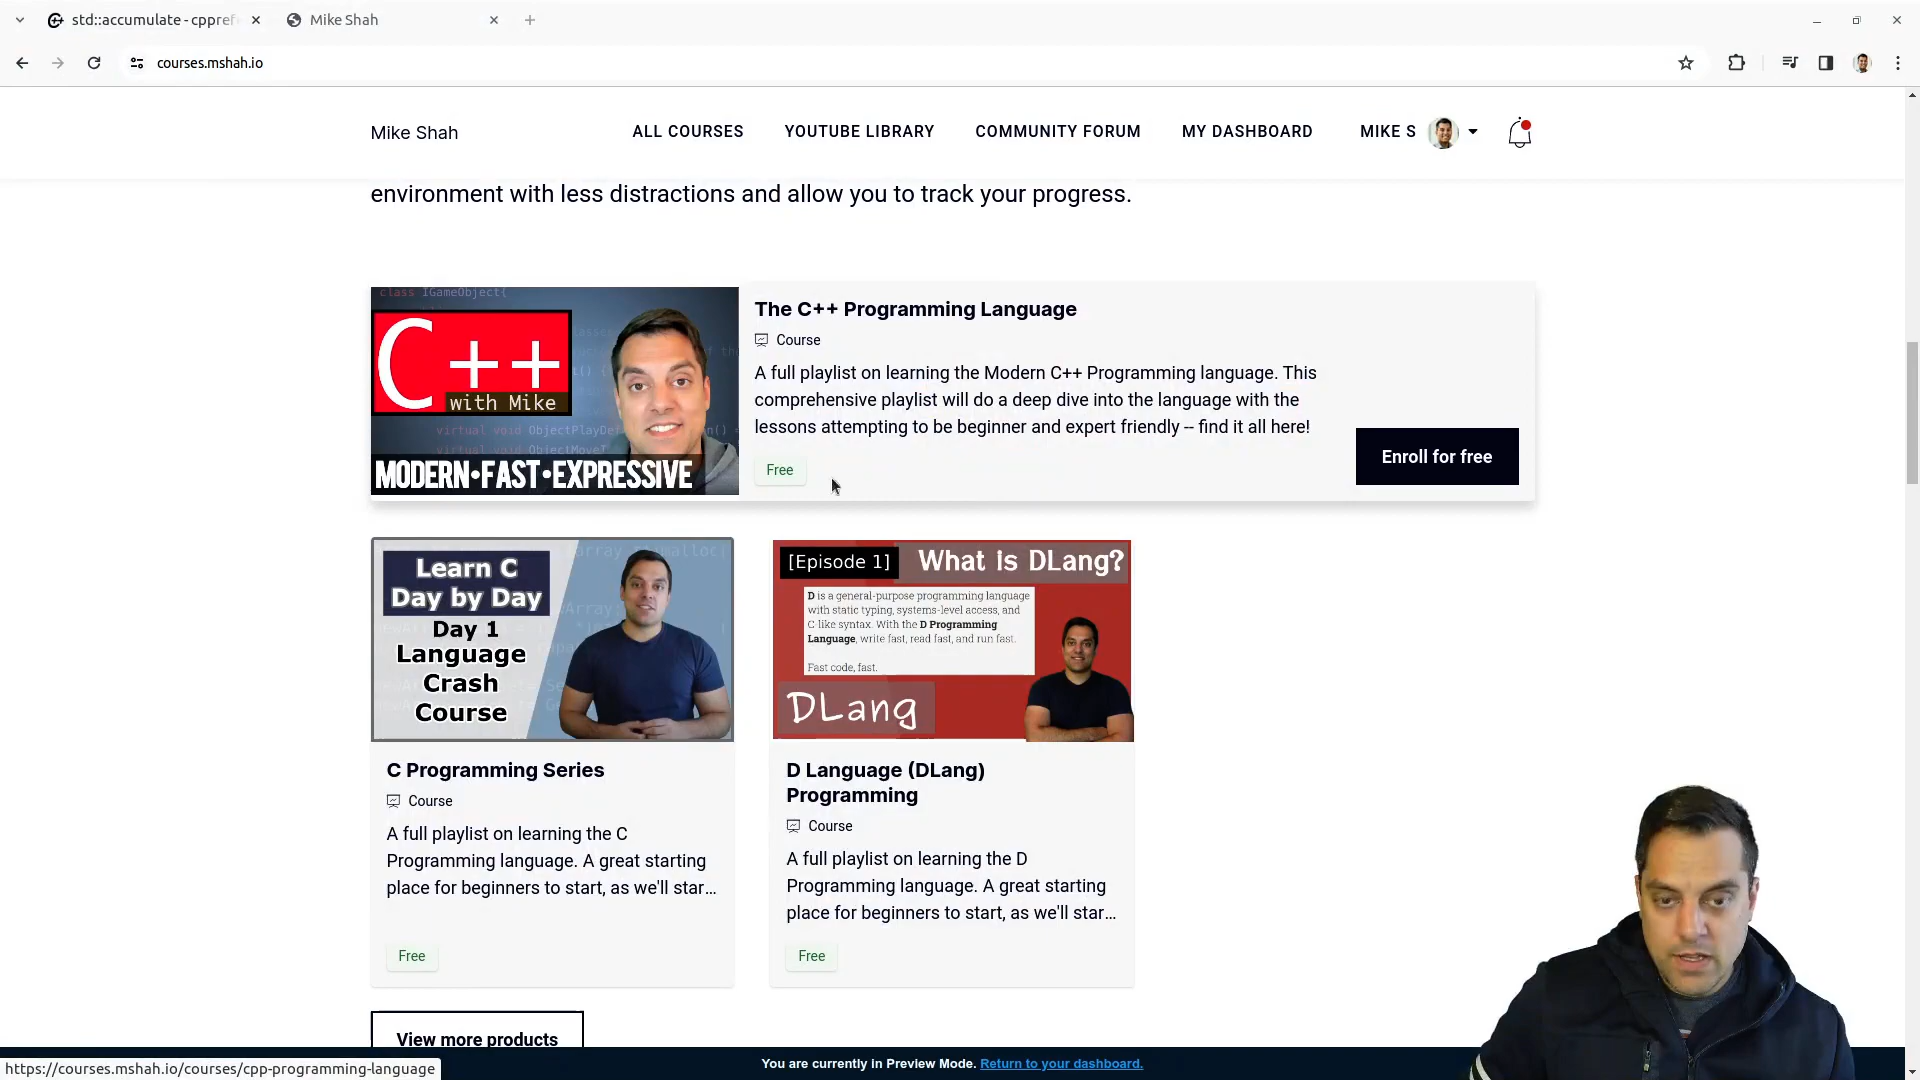 std::accumulate - cppref
Mike Shah
courses.mshah.io
Mike Shah
ALL COURSES
YOUTUBE LIBRARY
COMMUNITY FORUM
MY DASHBOARD
MIKE S
environment with less distractions and allow you to track your progress.
class IGameObject{
C++
with Mike
MODERN•FAST•EXPRESSIVE
The C++ Programming Language
Course
A full playlist on learning the Modern C++ Programming language. This
comprehensive playlist will do a deep dive into the language with the
lessons attempting to be beginner and expert friendly -- find it all here!
Free
Enroll for free
Learn C
Day by Day
Day 1
Language
Crash
Course
C Programming Series
Course
A full playlist on learning the C
Programming language. A great starting
place for beginners to start, as we'll star...
Free
[Episode 1]
What is DLang?
D is a general-purpose programming language
with static typing, systems-level access, and
C-like syntax. With the D Programming
Language, write fast, read fast, and run fast.
Fast code, fast.
DLang
D Language (DLang)
Programming
Course
A full playlist on learning the D
Programming language. A great starting
place for beginners to start, as we'll star...
Free
View more products
You are currently in Preview Mode. Return to your dashboard.
https://courses.mshah.io/courses/cpp-programming-language